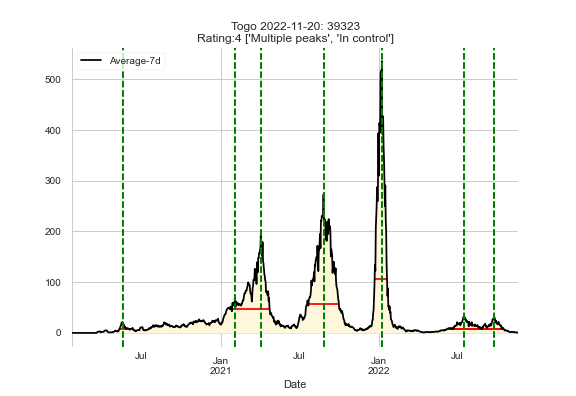 Togo 2022-11-20: 39323
Rating:4 ['Multiple peaks', 'In control']
Average-7d
500
400
300
200
100
0
Jul
Jan
2021
Jul
Jan
2022
Jul
Date